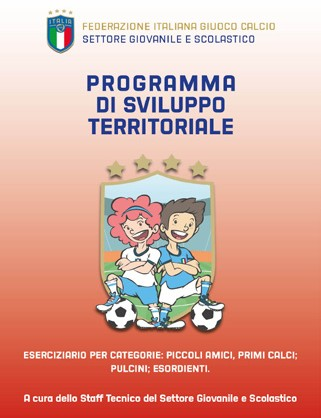 ITALIA
FEDERAZIONE ITALIANA GIUOCO CALCIO
SETTORE GIOVANILE E SCOLASTICO
PROGRAMMA
DI SVILUPPO
TERRITORIALE
ESERCIZIARIO PER CATEGORIE: PICCOLI AMICI, PRIMI CALCI;
PULCINI; ESORDIENTI.
A cura dello Staff Tecnico del Settore Giovanile e Scolastico